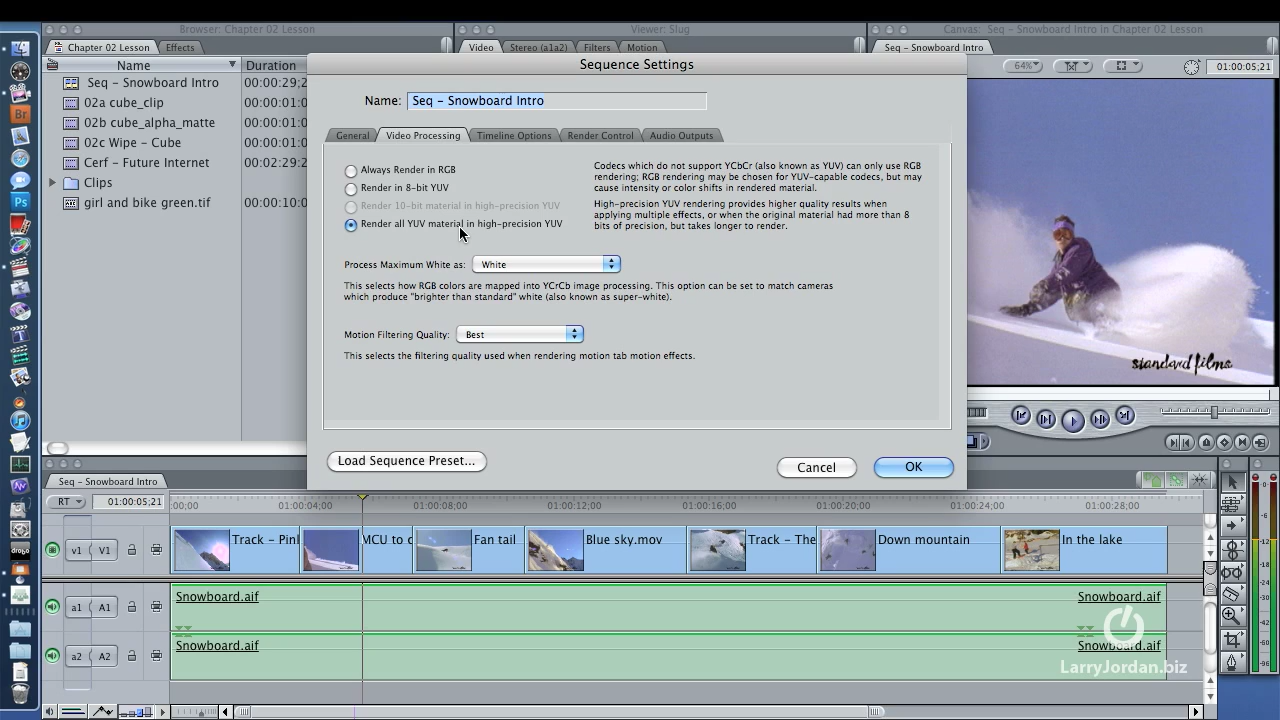 Browser: Chapter 02 Lesson
Viewer: Slug
Canvas: Seq - Snowboard Intro in Chapter 02 Lesson
Chapter 02 Lesson
Effects
Video
Stereo (a1a2)
Filters
Motion
Seq - Snowboard Intro
Name
Duration
64%
01:00:05;21
Seq - Snowboard Intro
00:00:29;2
02a cube_clip
00:00:01:0
02b cube_alpha_matte
00:00:01:0
02c Wipe - Cube
00:00:01:0
Cerf - Future Internet
00:02:29;2
Clips
girl and bike green.tif
00:00:10:0
Br
Ps
drobo
Sequence Settings
Name: Seq - Snowboard Intro
General
Video Processing
Timeline Options
Render Control
Audio Outputs
Always Render in RGB
Render in 8-bit YUV
Render 10-bit material in high-precision YUV
Render all YUV material in high-precision YUV
Codecs which do not support YCbCr (also known as YUV) can only use RGB
rendering; RGB rendering may be chosen for YUV-capable codecs, but may
cause intensity or color shifts in rendered material.
High-precision YUV rendering provides higher quality results when
applying multiple effects, or when the original material had more than 8
bits of precision, but takes longer to render.
Process Maximum White as: White
This selects how RGB colors are mapped into YCrCb image processing. This option can be set to match cameras
which produce "brighter than standard" white (also known as super-white).
Motion Filtering Quality: Best
This selects the filtering quality used when rendering motion tab motion effects.
Load Sequence Preset...
Cancel
OK
standard films
Seq - Snowboard Intro
RT
01:00:05;21
:00;00
01:00:04;00
01:00:08;00
01:00:12;00
01:00:16;00
01:00:20;00
01:00:24;00
01:00:28;00
v1 V1
Track - Pinl
MCU to c
Fan tail
Blue sky.mov
Track - The
Down mountain
In the lake
a1 A1
Snowboard.aif
Snowboard.aif
a2 A2
Snowboard.aif
Snowboard.aif
LarryJordan.biz
0
-6
-12
-18
-24
-30
-42
-66
-96